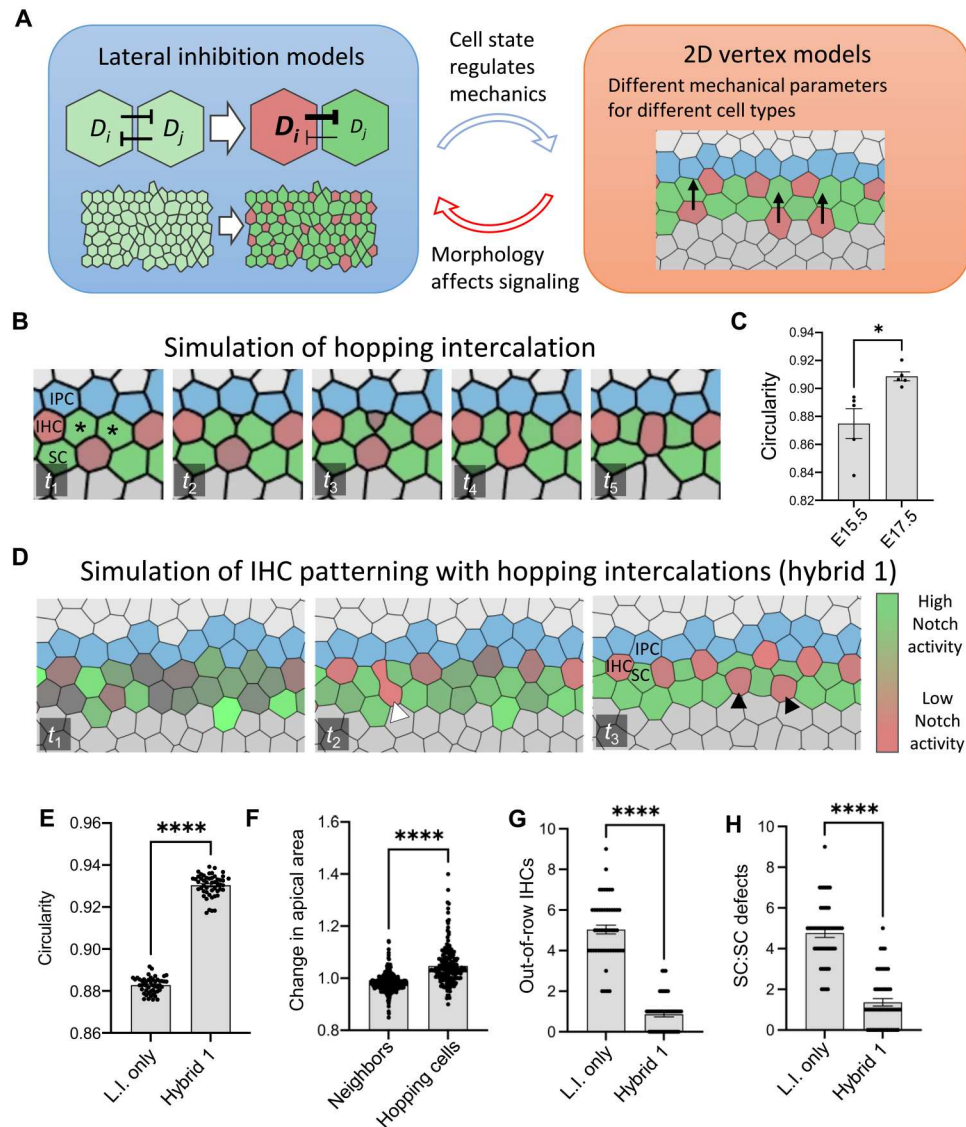 A
Lateral inhibition models
Di
Dj
Di
Dj
Cell state
regulates
mechanics
Morphology
affects signaling
2D vertex models
Different mechanical parameters
for different cell types
B
Simulation of hopping intercalation
IPC
IHC
* *
SC
t1
t2
t3
t4
t5
C
Circularity
0.94
0.92
0.90
0.88
0.86
0.84
0.82
*
E15.5
E17.5
D
Simulation of IHC patterning with hopping intercalations (hybrid 1)
t1
t2
IPC
IHC
SC
t3
High
Notch
activity
Low
Notch
activity
E
Circularity
0.96
0.94
0.92
0.90
0.88
0.86
****
L.I. only
Hybrid 1
F
Change in apical area
1.6
1.4
1.2
1.0
0.8
****
Neighbors
Hopping cells
G
Out-of-row IHCs
10
8
6
4
2
0
****
L.I. only
Hybrid 1
H
SC:SC defects
10
8
6
4
2
0
****
L.I. only
Hybrid 1